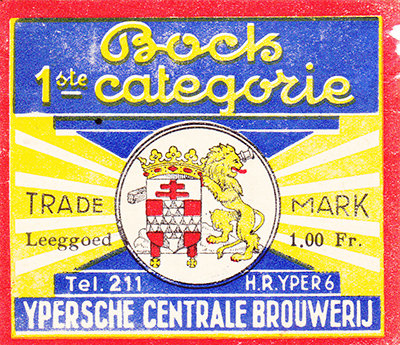 Bock
1ste categorie
TRADE MARK
Leeggoed 1.00 Fr.
Tel. 211 H.R. YPER 6
YPERSCHE CENTRALE BROUWERIJ